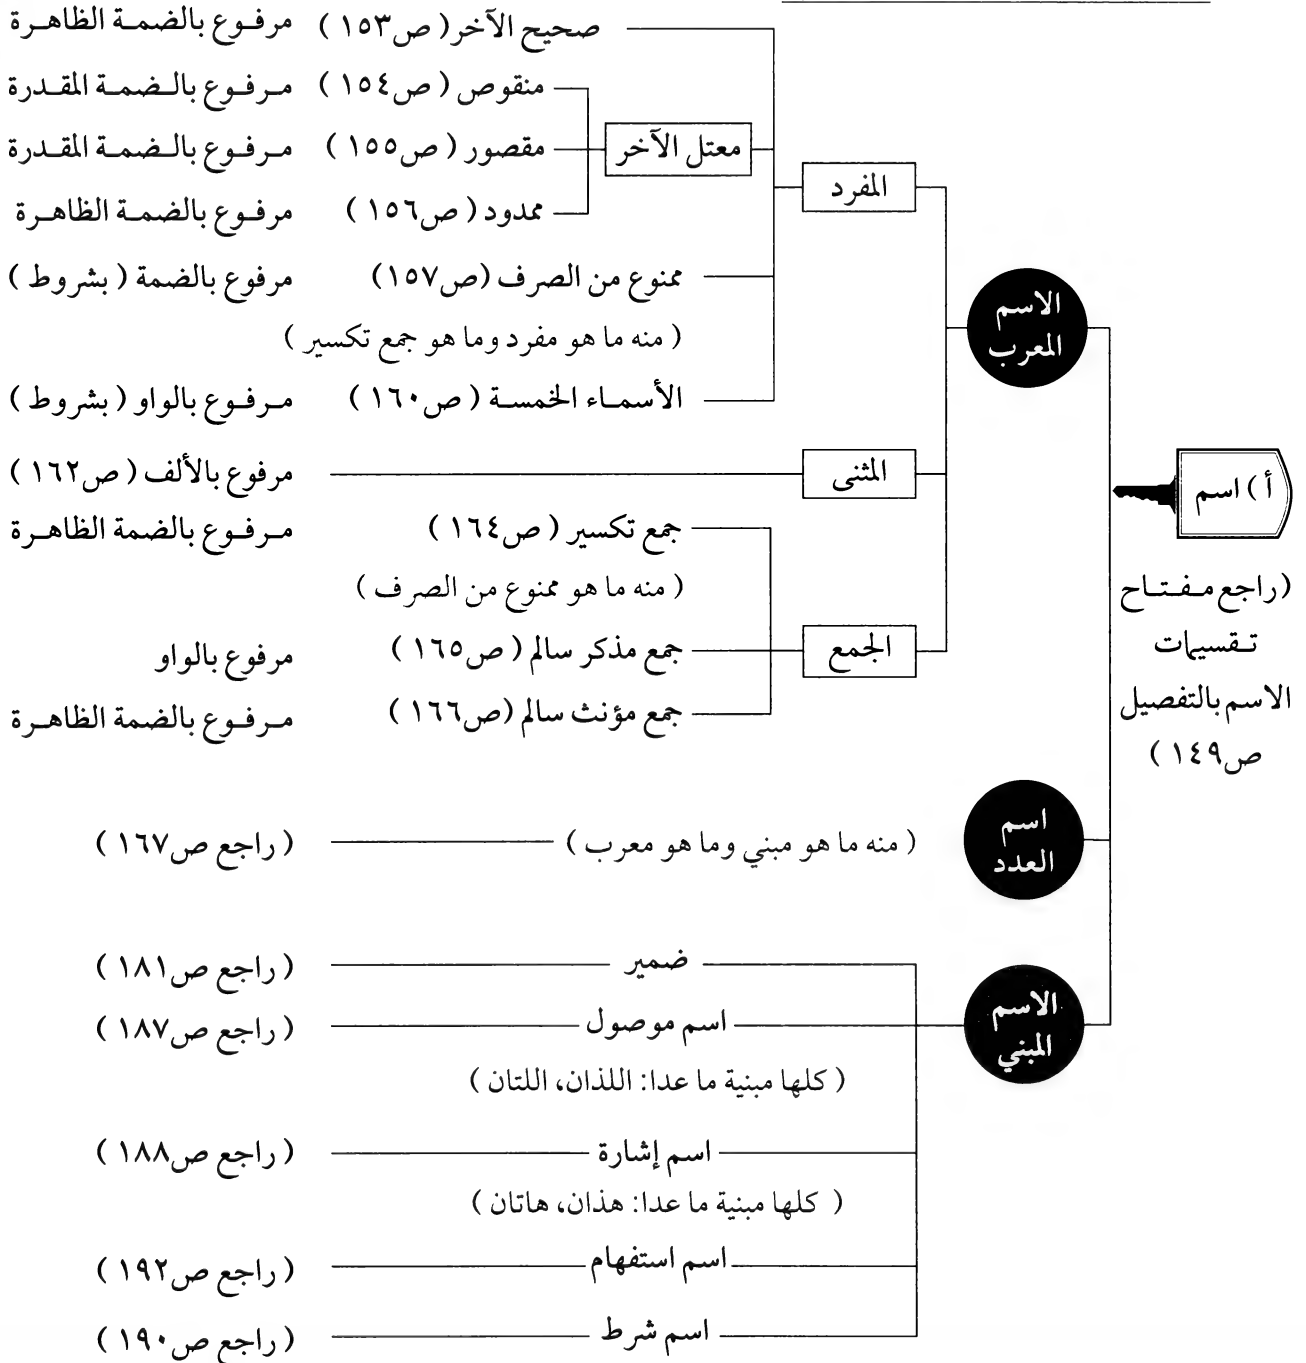 أ ) اسم
(راجع مفتاح
تقسيمات
الاسم بالتفصيل
ص١٤٩ )
الاسم
المعرب
المفرد
صحيح الآخر ( ص١٥٣ ) مرفوع بالضمة الظاهرة
معتل الآخر
منقوص ( ص١٥٤ ) مرفوع بالضمة المقدرة
مقصور ( ص١٥٥ ) مرفوع بالضمة المقدرة
ممدود ( ص١٥٦ ) مرفوع بالضمة الظاهرة
ممنوع من الصرف (ص١٥٧) مرفوع بالضمة ( بشروط )
( منه ما هو مفرد وما هو جمع تكسير )
الأسماء الخمسة ( ص١٦٠ ) مرفوع بالواو ( بشروط )
المثنى
مرفوع بالألف ( ص١٦٢ )
الجمع
جمع تكسير ( ص١٦٤ ) مرفوع بالضمة الظاهرة
( منه ما هو ممنوع من الصرف )
جمع مذكر سالم ( ص١٦٥ ) مرفوع بالواو
جمع مؤنث سالم (ص١٦٦ ) مرفوع بالضمة الظاهرة
اسم
العدد
( منه ما هو مبني وما هو معرب ) ( راجع ص١٦٧ )
الاسم
المبني
ضمير ( راجع ص١٨١ )
اسم موصول ( راجع ص١٨٧ )
( كلها مبنية ما عدا: اللذان، اللتان )
اسم إشارة ( راجع ص١٨٨ )
( كلها مبنية ما عدا: هذان، هاتان )
اسم استفهام ( راجع ص١٩٢ )
اسم شرط ( راجع ص١٩٠ )